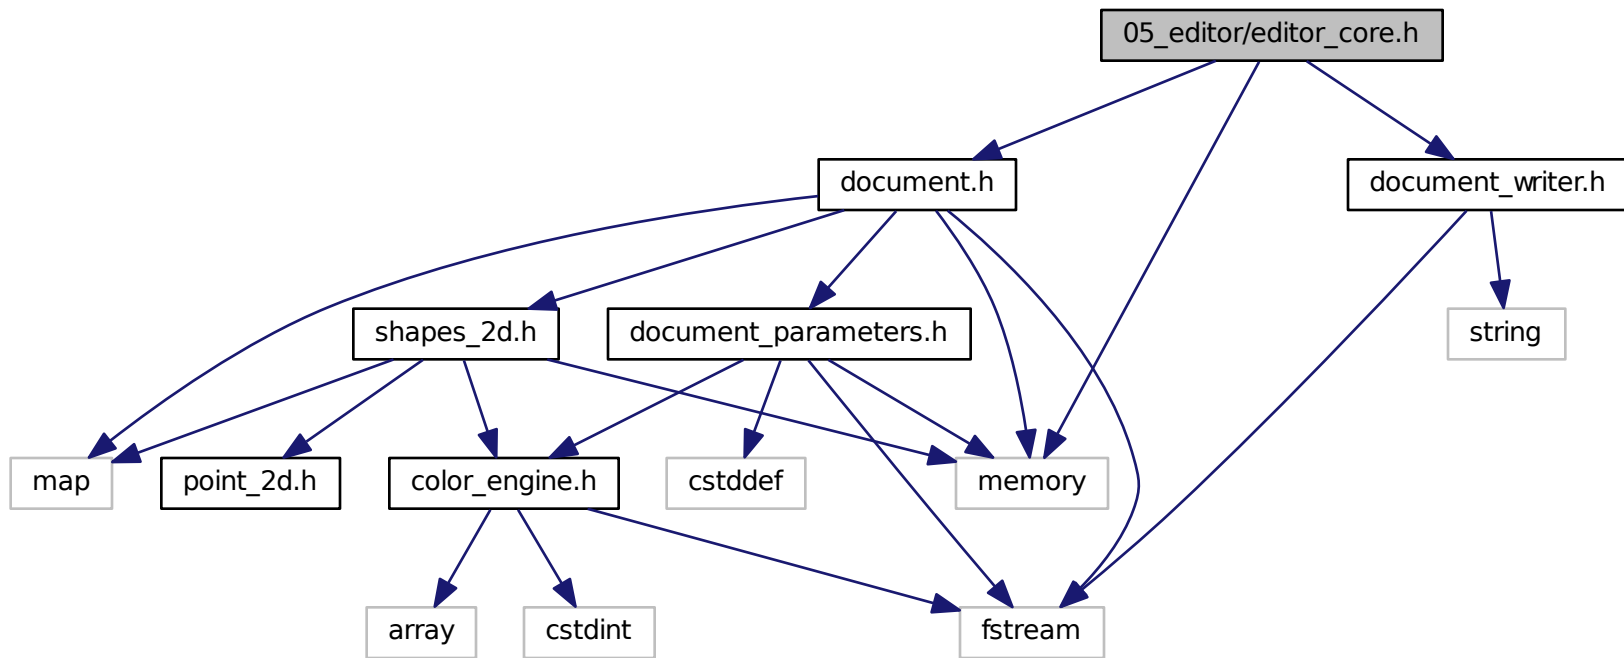 05_editor/editor_core.h
document.h
document_writer.h
shapes_2d.h
document_parameters.h
string
map
point_2d.h
color_engine.h
cstddef
memory
array
cstdint
fstream